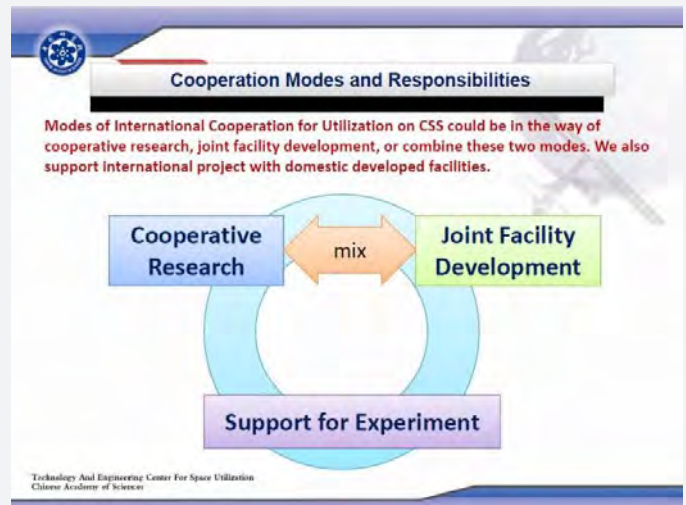 Cooperation Modes and Responsibilities
Modes of International Cooperation for Utilization on CSS could be in the way of
cooperative research, joint facility development, or combine these two modes. We also
support international project with domestic developed facilities.
Cooperative
Research
mix
Joint Facility
Development
Support for Experiment
Technology And Engineering Center For Space Utilization
Chinese Academy of Sciences